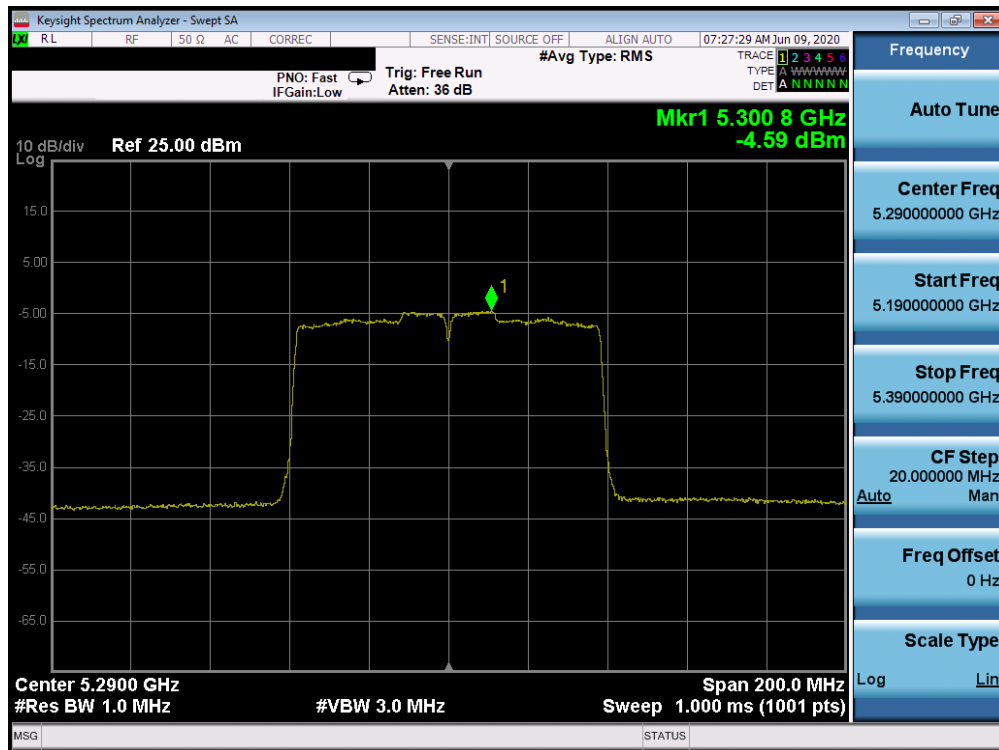 Keysight Spectrum Analyzer - Swept SA
LXI RL RF 50 Ω AC CORREC SENSE:INT SOURCE OFF ALIGN AUTO 07:27:29 AM Jun 09, 2020
#Avg Type: RMS
TRACE 1 2 3 4 5 6
TYPE A WWWWW
DET A N N N N N
PNO: Fast
IFGain:Low
Trig: Free Run
Atten: 36 dB
Mkr1 5.300 8 GHz
-4.59 dBm
10 dB/div
Log
Ref 25.00 dBm
15.0
5.00
-5.00
-15.0
-25.0
-35.0
-45.0
-55.0
-65.0
1
Center 5.2900 GHz
#Res BW 1.0 MHz
#VBW 3.0 MHz
Span 200.0 MHz
Sweep 1.000 ms (1001 pts)
MSG
STATUS
Frequency
Auto Tune
Center Freq
5.290000000 GHz
Start Freq
5.190000000 GHz
Stop Freq
5.390000000 GHz
CF Step
20.000000 MHz
Auto Man
Freq Offset
0 Hz
Scale Type
Log Lin